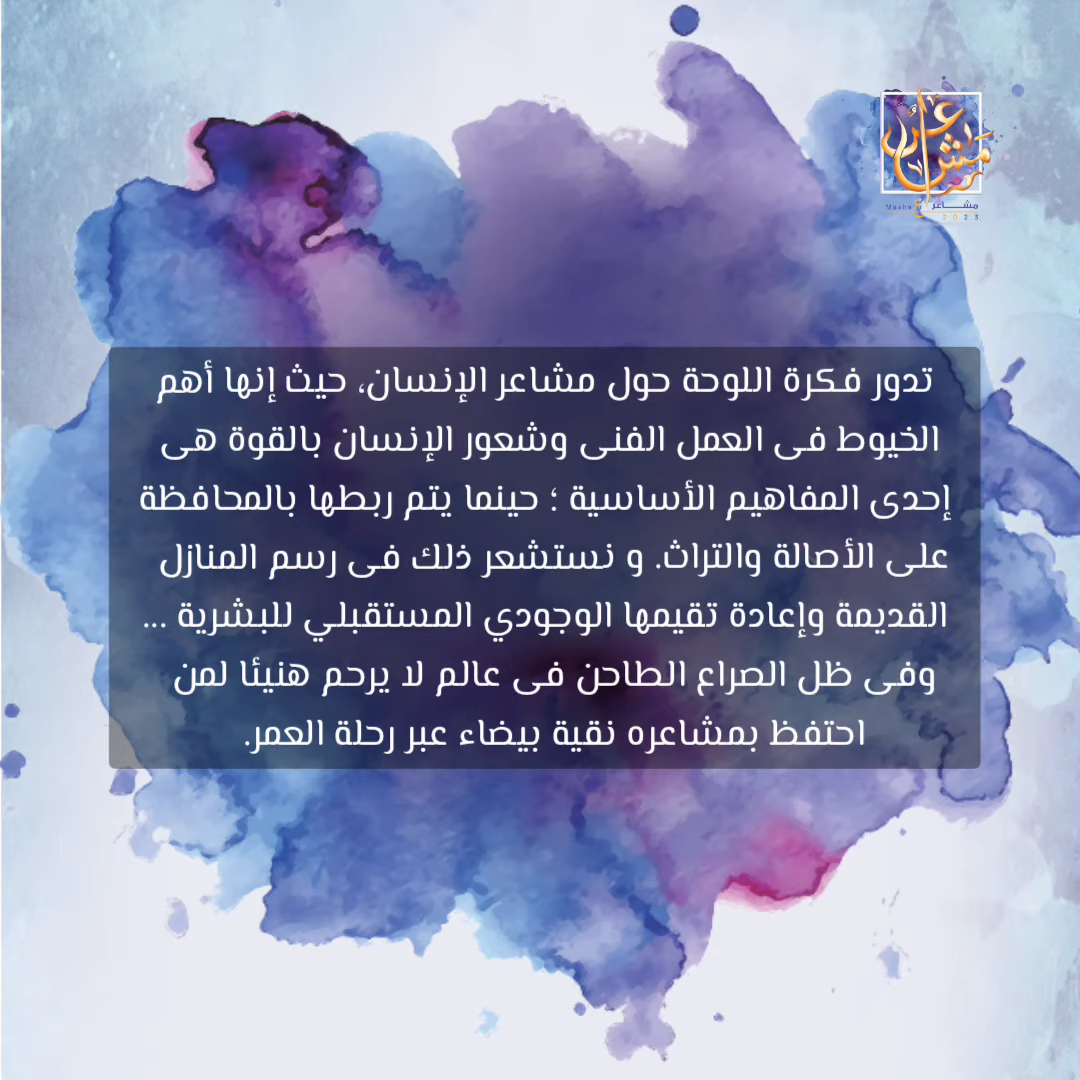 مشاعر
مشاعر
2023
تدور فكرة اللوحة حول مشاعر الإنسان، حيث إنها أهم
الخيوط فى العمل الفنى وشعور الإنسان بالقوة هى
إحدى المفاهيم الأساسية ؛ حينما يتم ربطها بالمحافظة
على الأصالة والتراث. و نستشعر ذلك فى رسم المنازل
القديمة وإعادة تقيمها الوجودي المستقبلي للبشرية ...
وفى ظل الصراع الطاحن فى عالم لا يرحم هنيئا لمن
احتفظ بمشاعره نقية بيضاء عبر رحلة العمر.